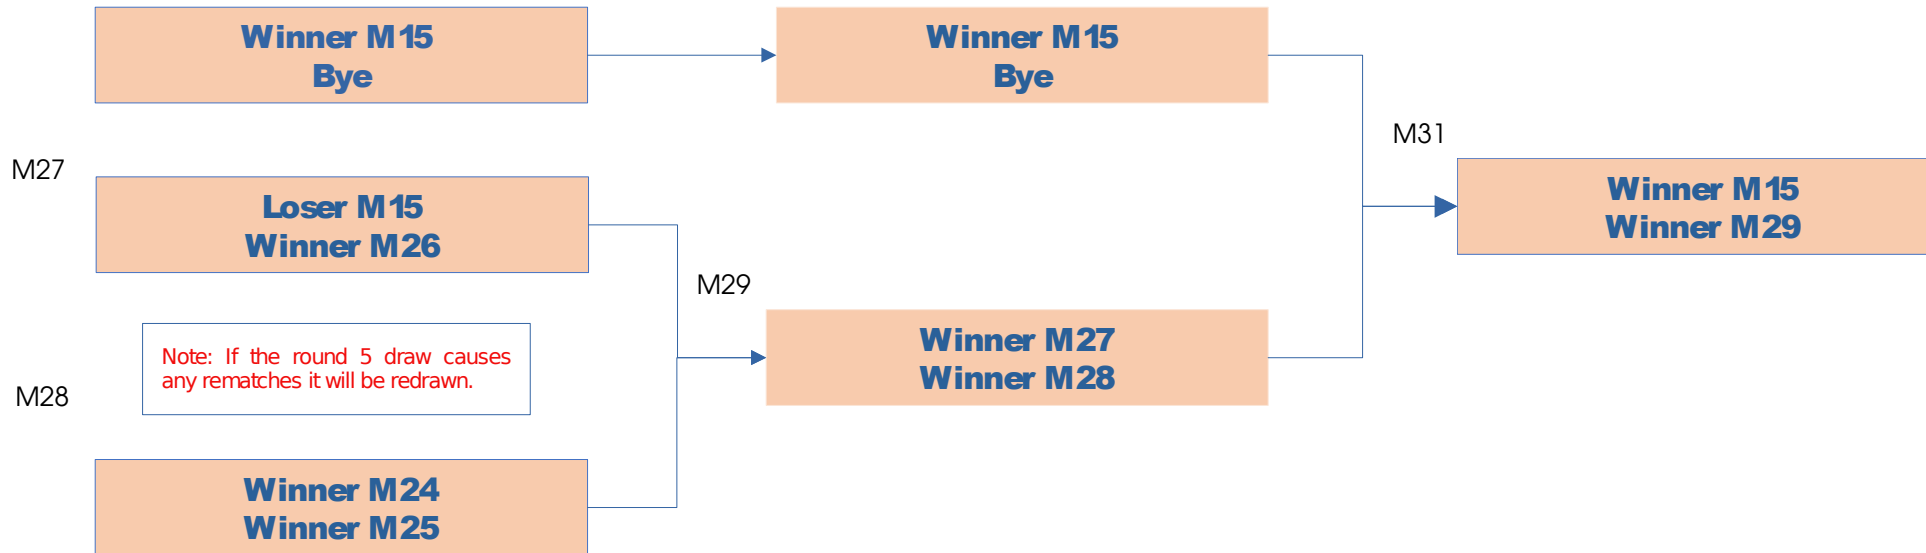 Winner M15
Bye
Winner M15
Bye
M31
M27
Loser M15
Winner M26
Winner M15
Winner M29
M29
Note: If the round 5 draw causes
any rematches it will be redrawn.
Winner M27
Winner M28
M28
Winner M24
Winner M25